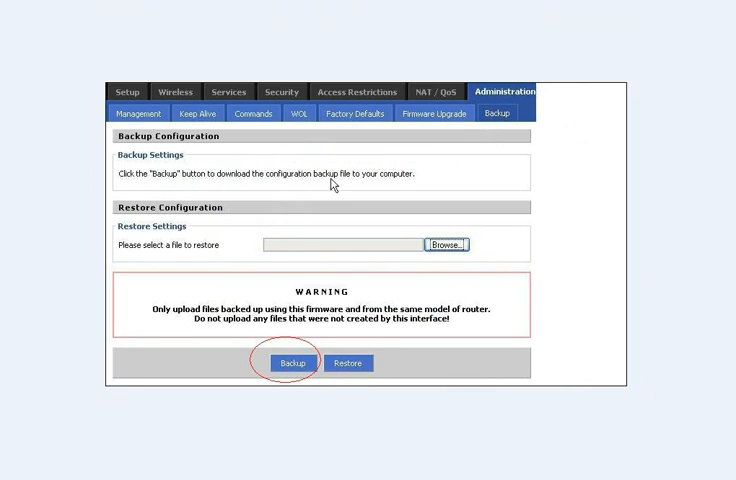 Setup Wireless Services Security Access Restrictions NAT / QoS Administration
Management Keep Alive Commands WOL Factory Defaults Firmware Upgrade Backup
Backup Configuration
Backup Settings
Click the "Backup" button to download the configuration backup file to your computer.
Restore Configuration
Restore Settings
Please select a file to restore Browse...
WARNING
Only upload files backed up using this firmware and from the same model of router.
Do not upload any files that were not created by this interface!
Backup Restore